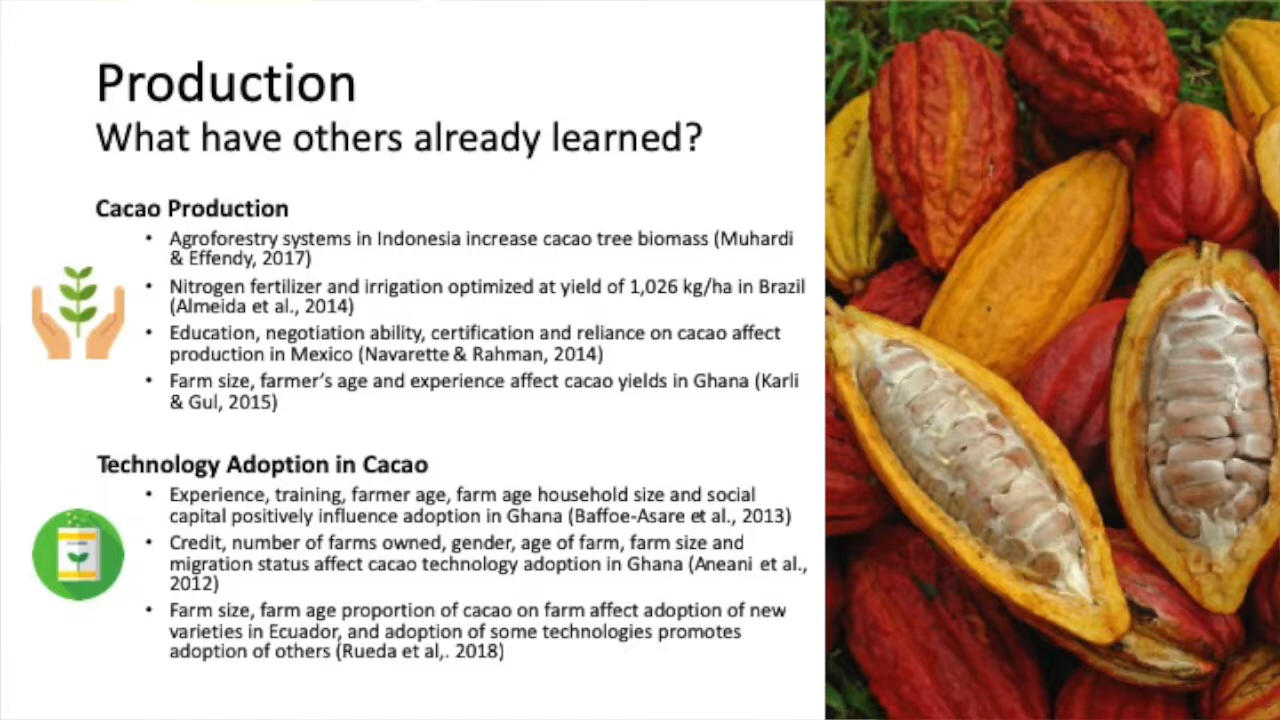 Production
What have others already learned?
Cacao Production
• Agroforestry systems in Indonesia increase cacao tree biomass (Muhardi
& Effendy, 2017)
• Nitrogen fertilizer and irrigation optimized at yield of 1,026 kg/ha in Brazil
(Almeida et al., 2014)
• Education, negotiation ability, certification and reliance on cacao affect
production in Mexico (Navarette & Rahman, 2014)
• Farm size, farmer’s age and experience affect cacao yields in Ghana (Karli
& Gul, 2015)
Technology Adoption in Cacao
• Experience, training, farmer age, farm age household size and social
capital positively influence adoption in Ghana (Baffoe-Asare et al., 2013)
• Credit, number of farms owned, gender, age of farm, farm size and
migration status affect cacao technology adoption in Ghana (Aneani et al.,
2012)
• Farm size, farm age proportion of cacao on farm affect adoption of new
varieties in Ecuador, and adoption of some technologies promotes
adoption of others (Rueda et al,. 2018)